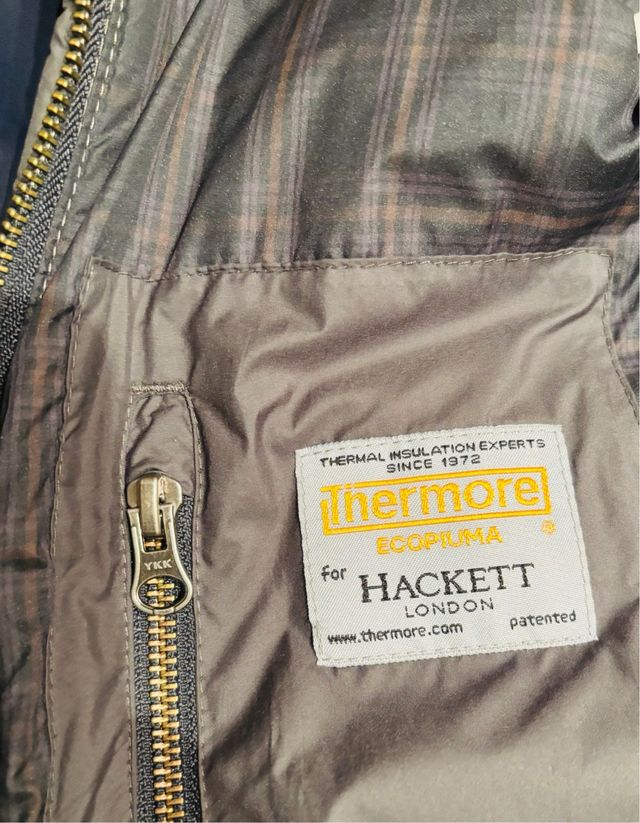 THERMAL INSULATION EXPERTS
SINCE 1972
Thermore
ECOPIUMA ®
for HACKETT
LONDON
www.thermore.com patented
YKK